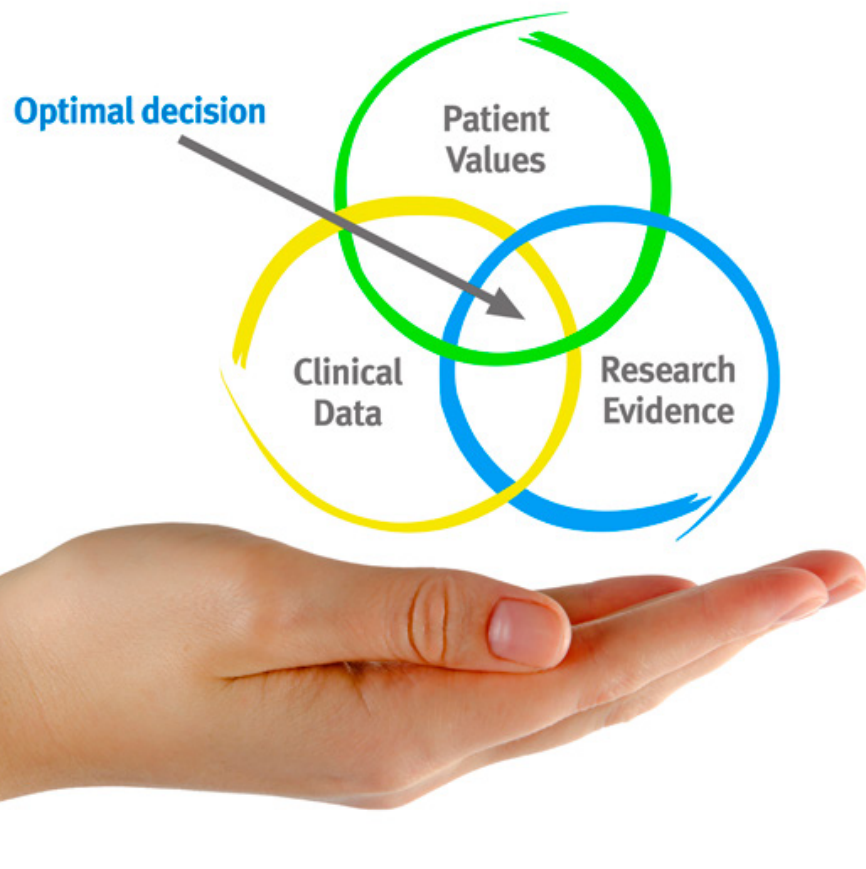 Optimal decision
Patient
Values
Clinical
Data
Research
Evidence